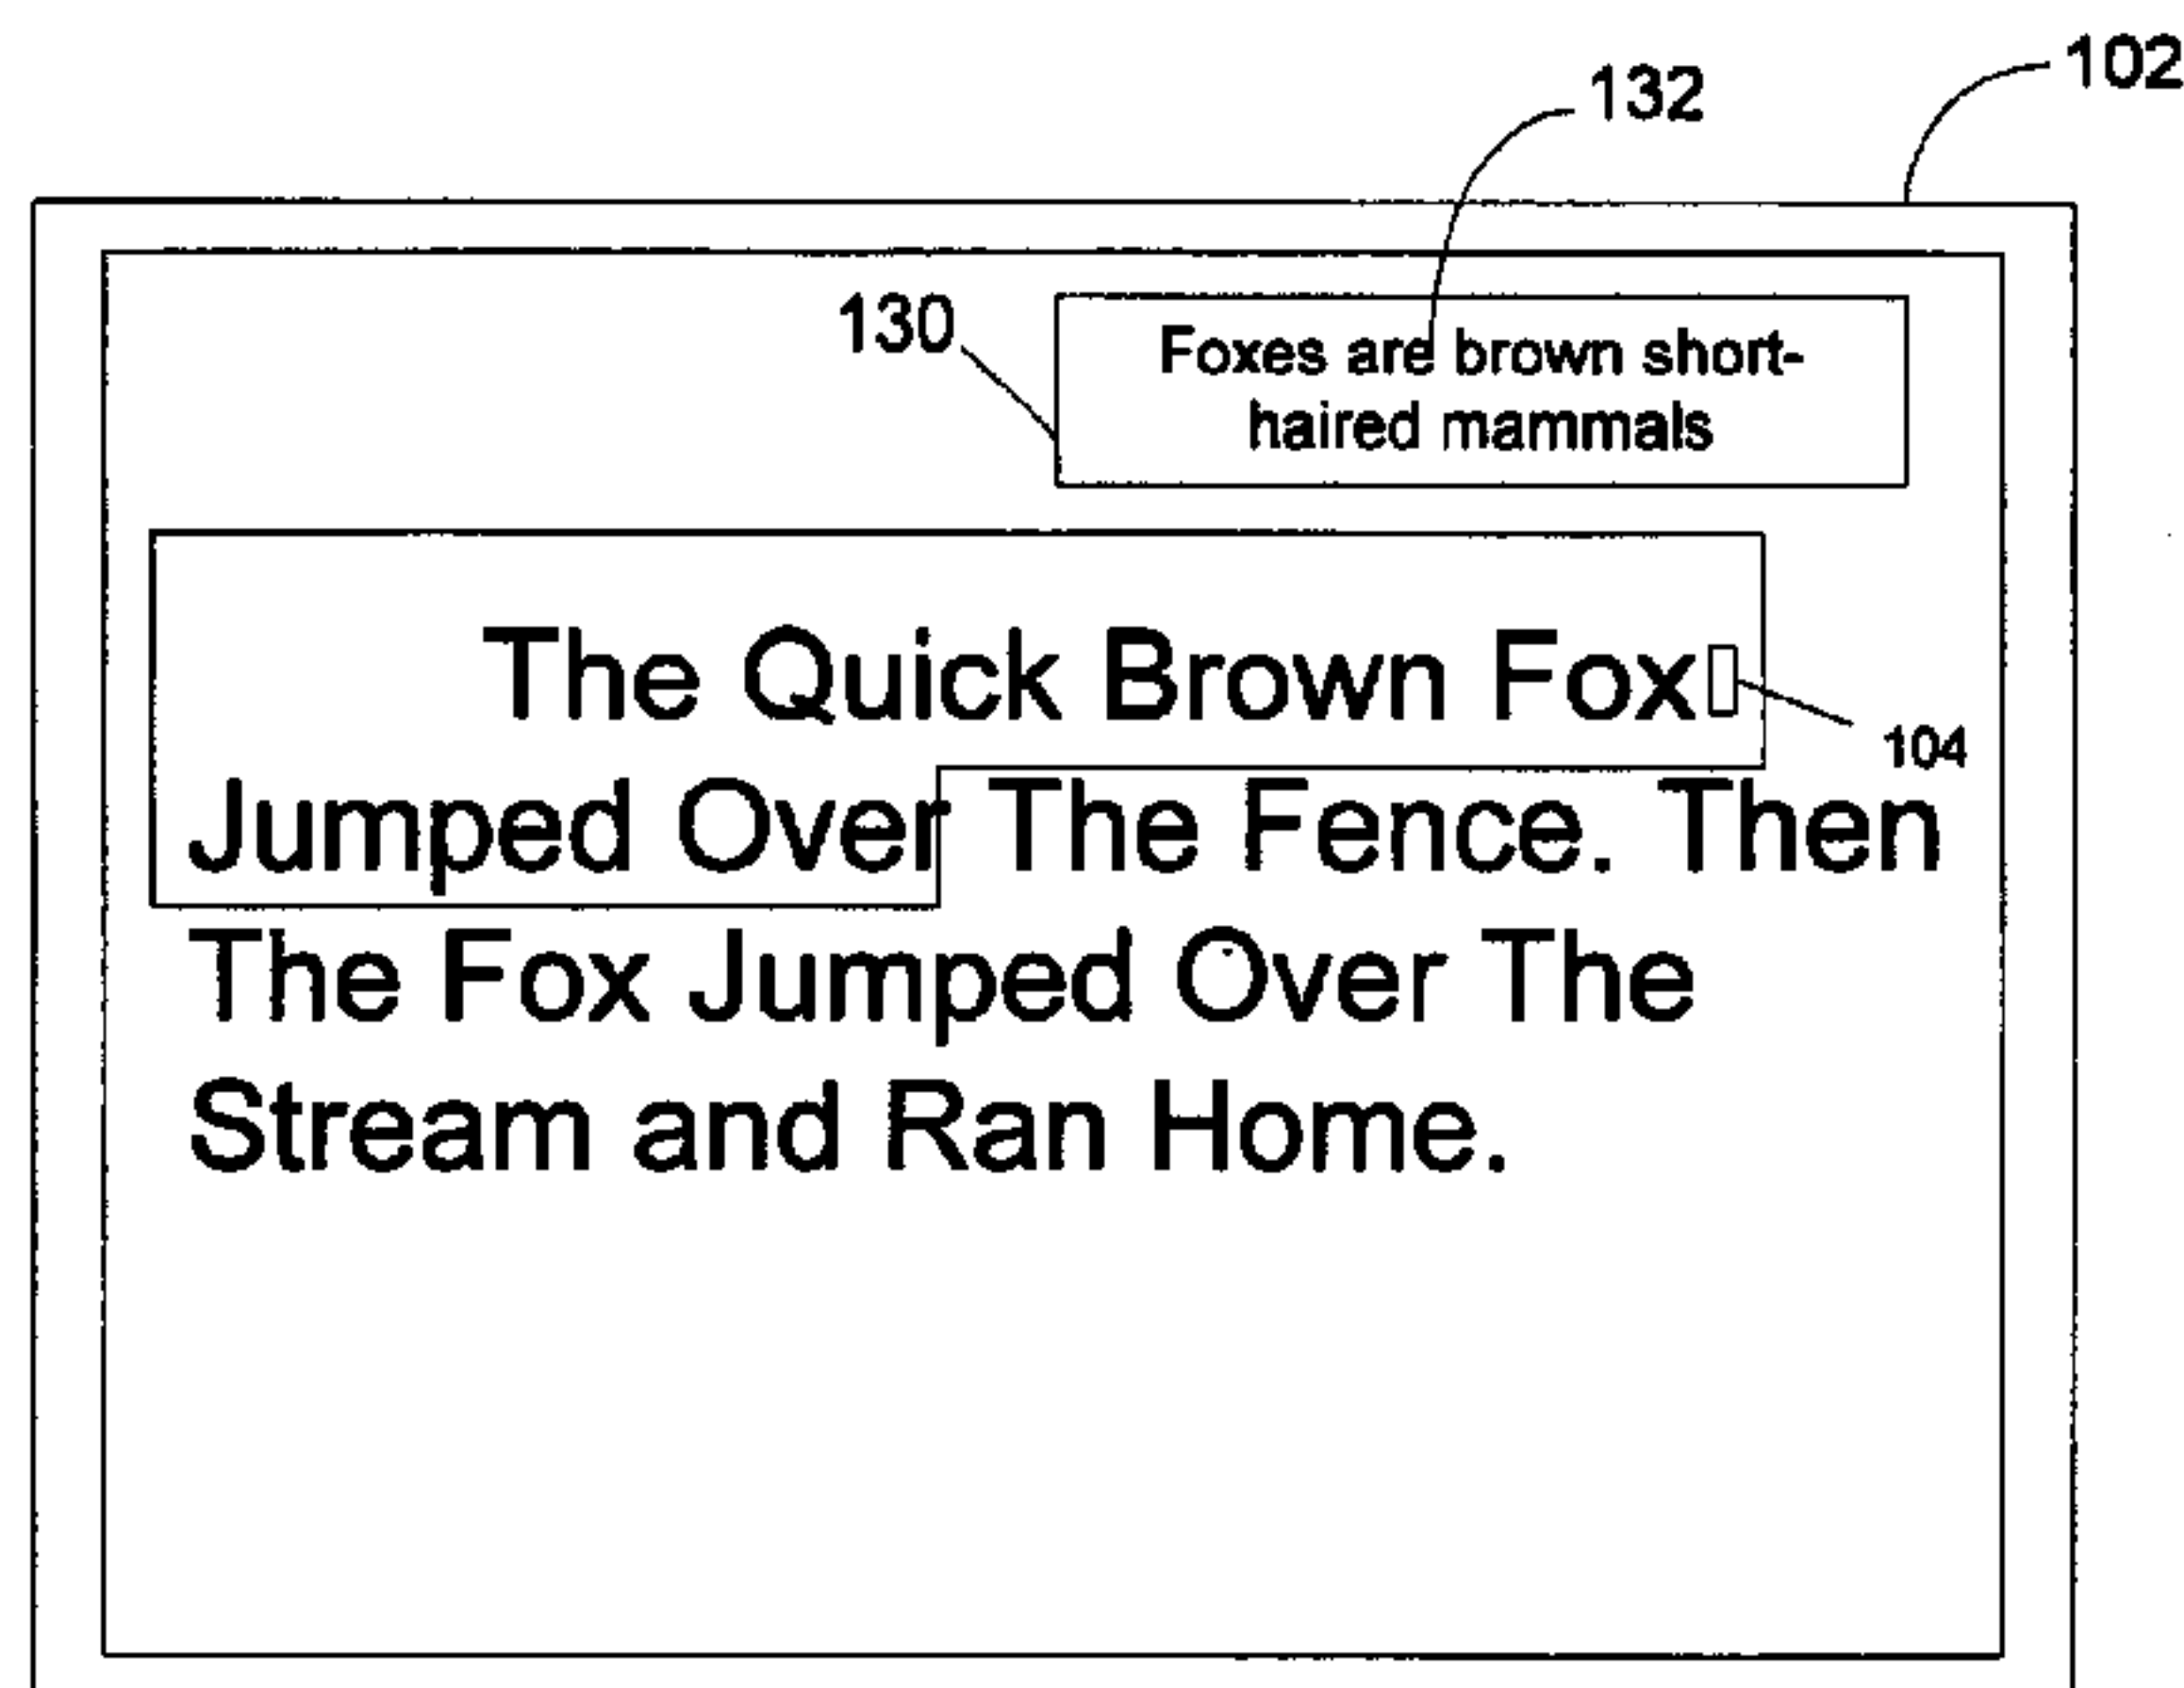 102
132
130
Foxes are brown short-
haired mammals
The Quick Brown Fox
104
Jumped Over The Fence. Then
The Fox Jumped Over The
Stream and Ran Home.